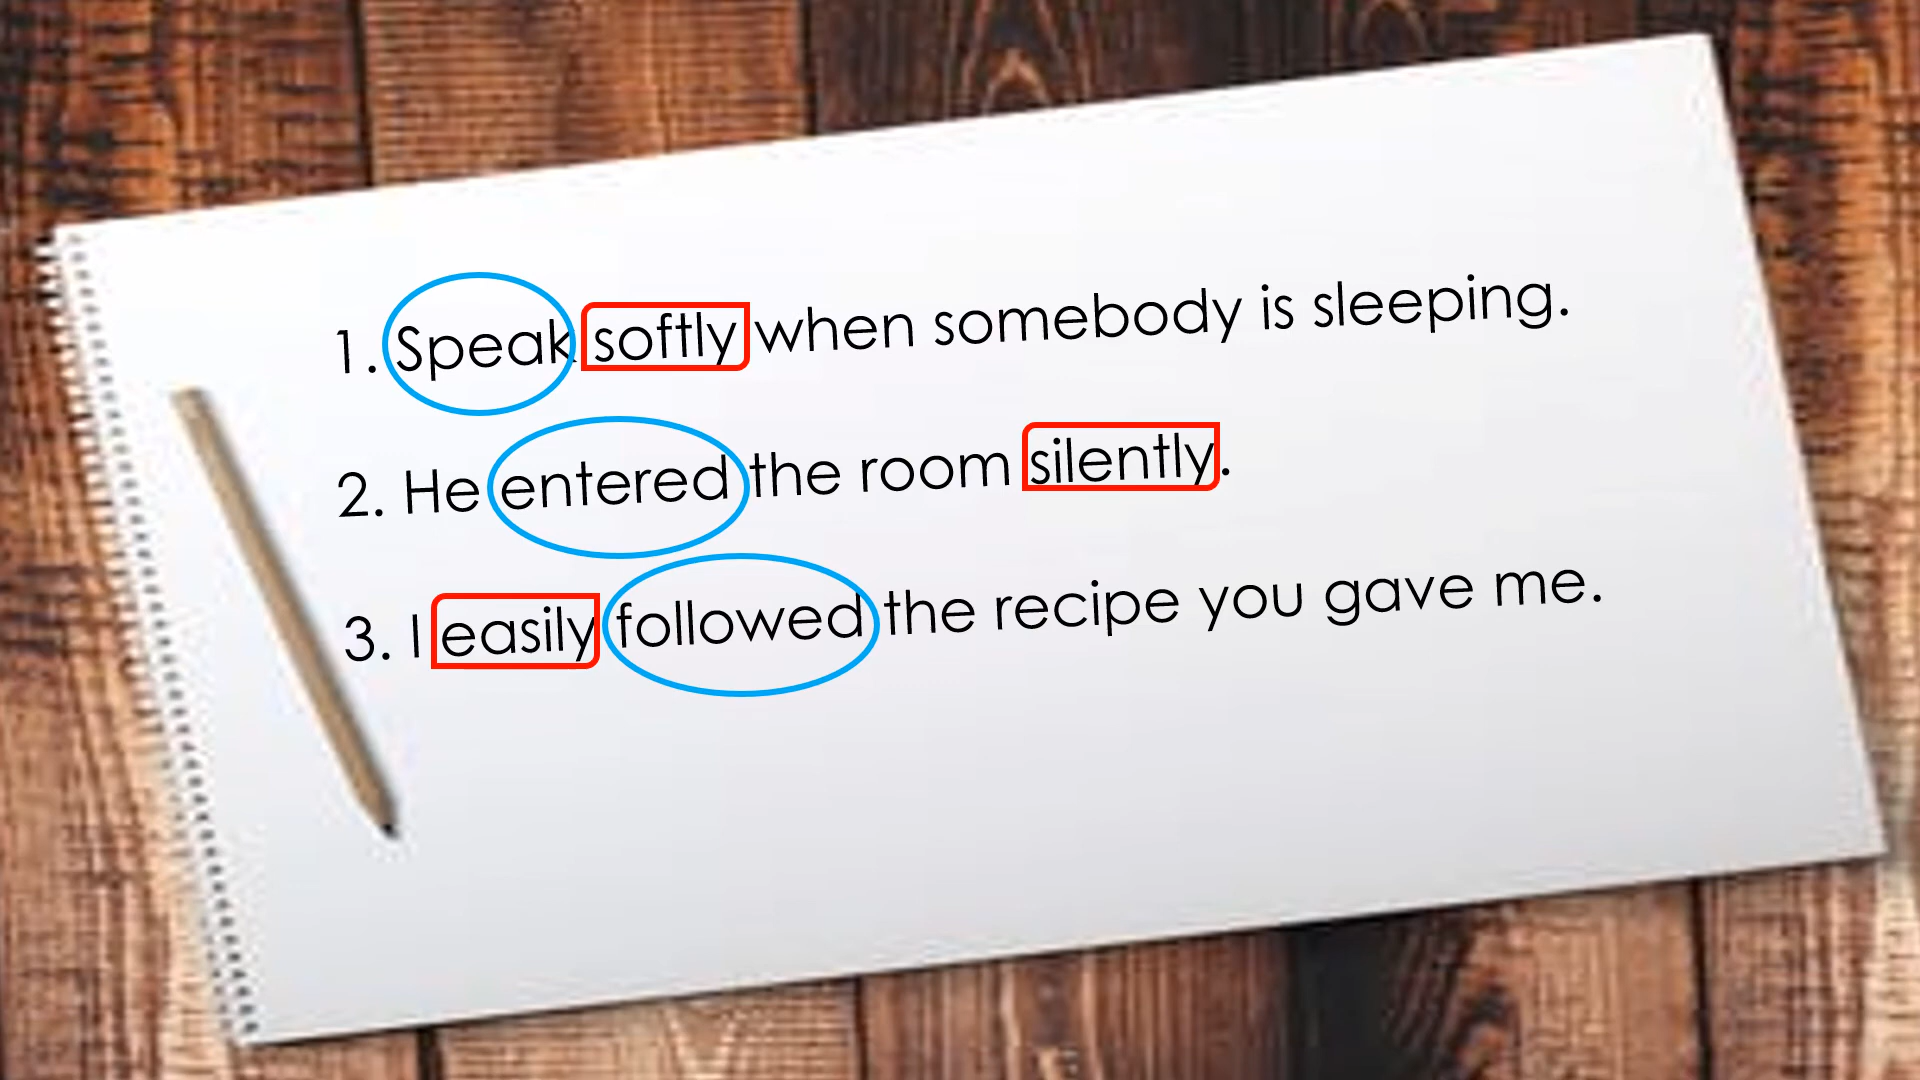 1. Speak softly when somebody is sleeping.
2. He entered the room silently.
3. I easily followed the recipe you gave me.